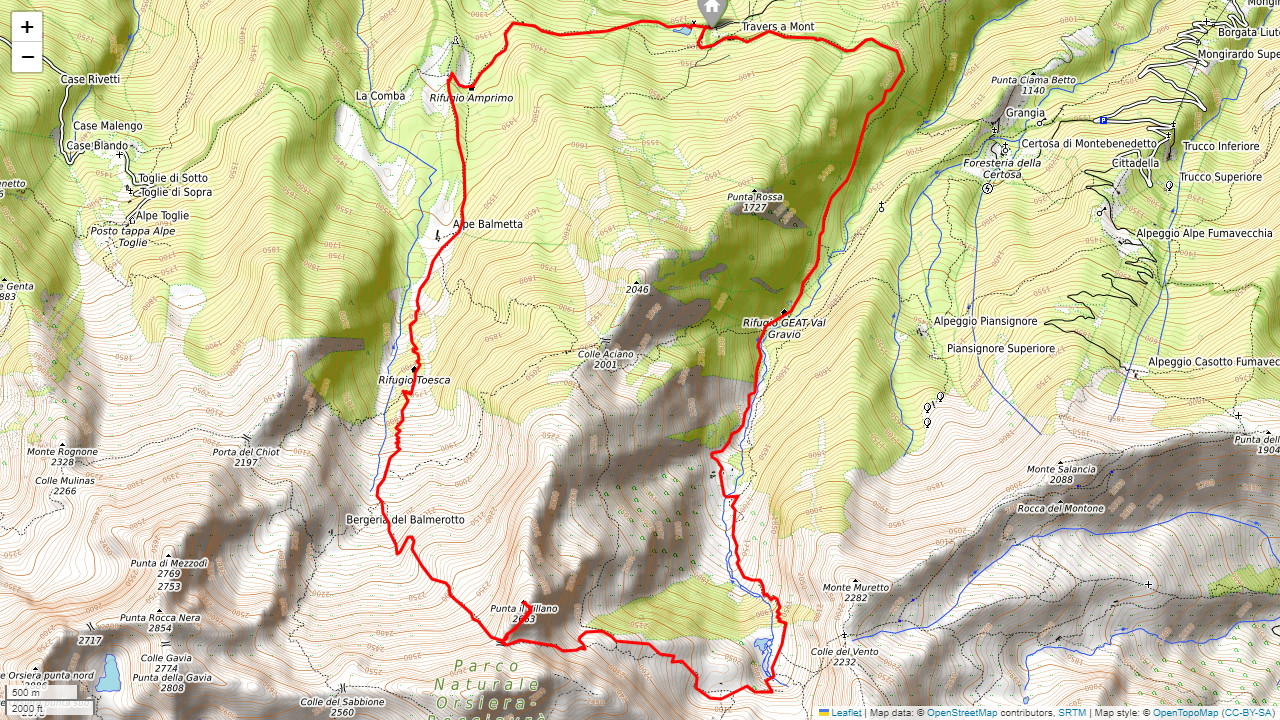 +
−
Travers a Mont
Borgata Liut
Mongirardo Supe
Case Rivetti
Punta Ciama Betto
1140
La Comba
Rifugio Amprimo
Grangia
Case Malengo
Case Blando
Certosa di Montebenedetto
Trucco Inferiore
Foresteria della
Certosa
Cittadella
Toglie di Sotto
Toglie di Sopra
Trucco Superiore
Punta Rossa
1727
Alpe Toglie
Posto tappa Alpe
Toglie
Alpe Balmetta
Alpeggio Alpe Fumavecchia
e Genta
883
2046
Rifugio GEAT-Val
Gravio
Alpeggio Piansignore
Piansignore Superiore
Colle Aciano
2001
Alpeggio Casotto Fumavec
Rifugio Toesca
Monte Rognone
2328
Porta del Chiot
2197
Punta dell
1904
Colle Mulinas
2266
Monte Salancia
2088
Rocca del Montone
Bergeria del Balmerotto
Punta di Mezzodì
2769
2753
Monte Muretto
2282
Punta il Villano
2663
Punta Rocca Nera
2854
2717
Colle del Vento
2232
Colle Gavia
2774
Punta della Gavia
2808
e Orsiera punta nord
Parco
Naturale
Orsiera-
Colle del Sabbione
2560
500 m
2000 ft
Leaflet | Map data: © OpenStreetMap contributors, SRTM | Map style: © OpenTopoMap (CC-BY-SA)